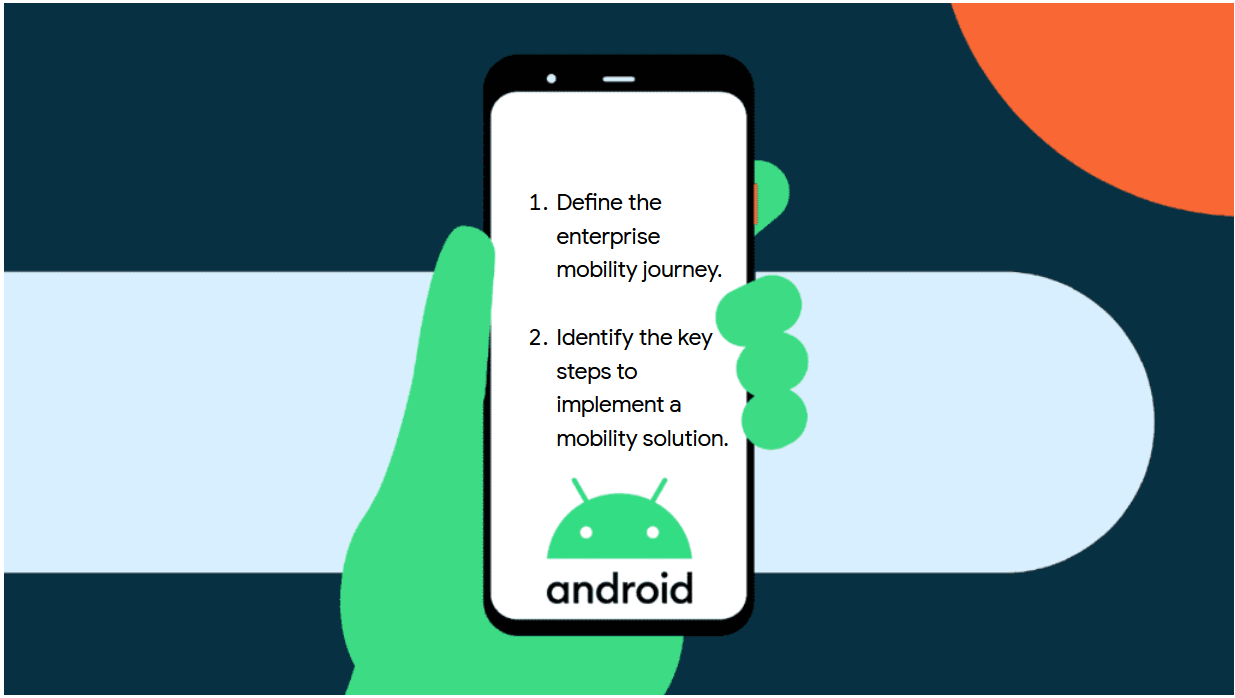 1. Define the
enterprise
mobility journey.
2. Identify the key
steps to
implement a
mobility solution.
android